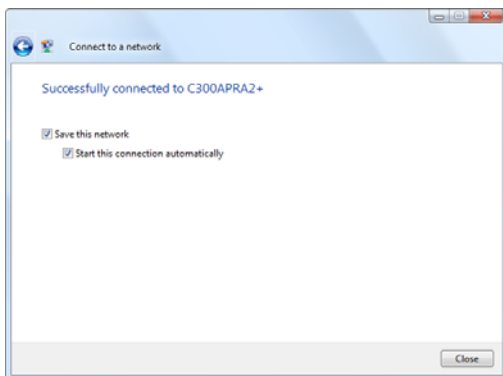 Connect to a network
Successfully connected to C300APRA2+
Save this network
Start this connection automatically
Close